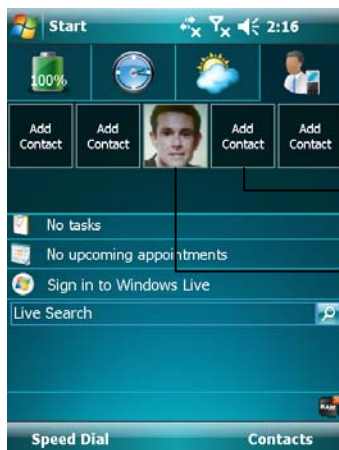 Start 2:16
100%
Add Add Add Add
Contact Contact Contact Contact
No tasks
No upcoming appointments
Sign in to Windows Live
Live Search
RAM
Speed Dial Contacts